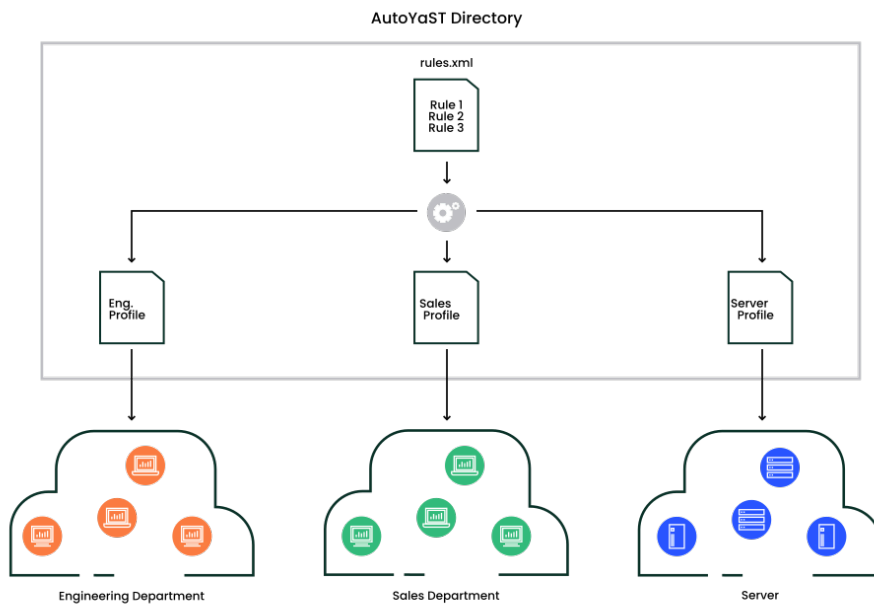 AutoYaST Directory
rules.xml
Rule 1
Rule 2
Rule 3
Eng.
Profile
Sales
Profile
Server
Profile
Engineering Department
Sales Department
Server